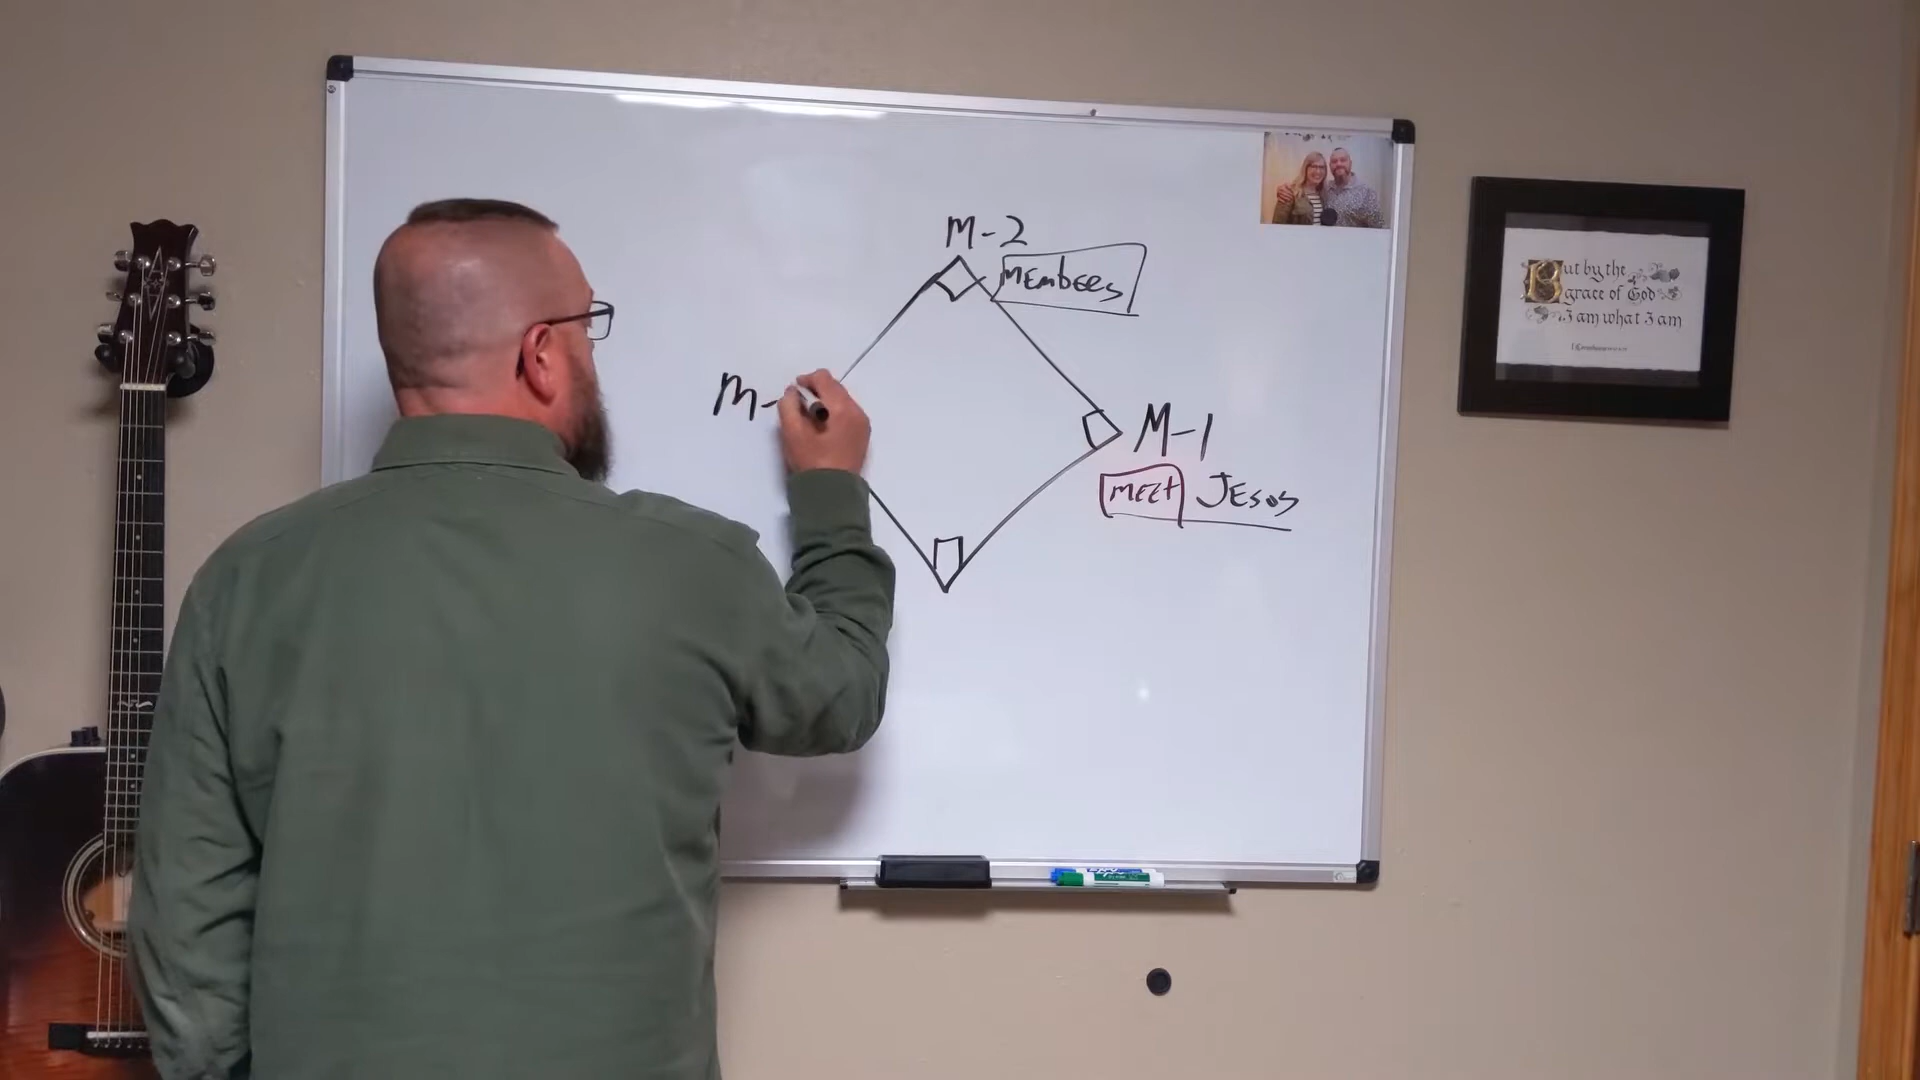 M-2
MEMbERS
M-
M-1
MEET JESUS
But by the
grace of God
I am what I am